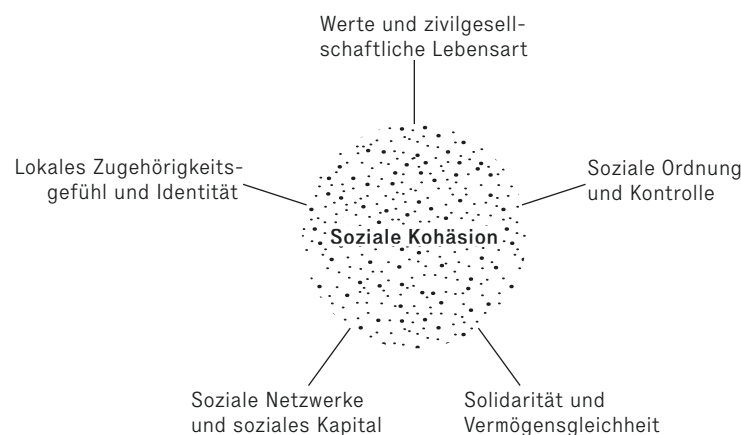 Werte und zivilgesell-
schaftliche Lebensart
Lokales Zugehörigkeits-
gefühl und Identität
Soziale Ordnung
und Kontrolle
Soziale Kohäsion
Soziale Netzwerke
und soziales Kapital
Solidarität und
Vermögensgleichheit